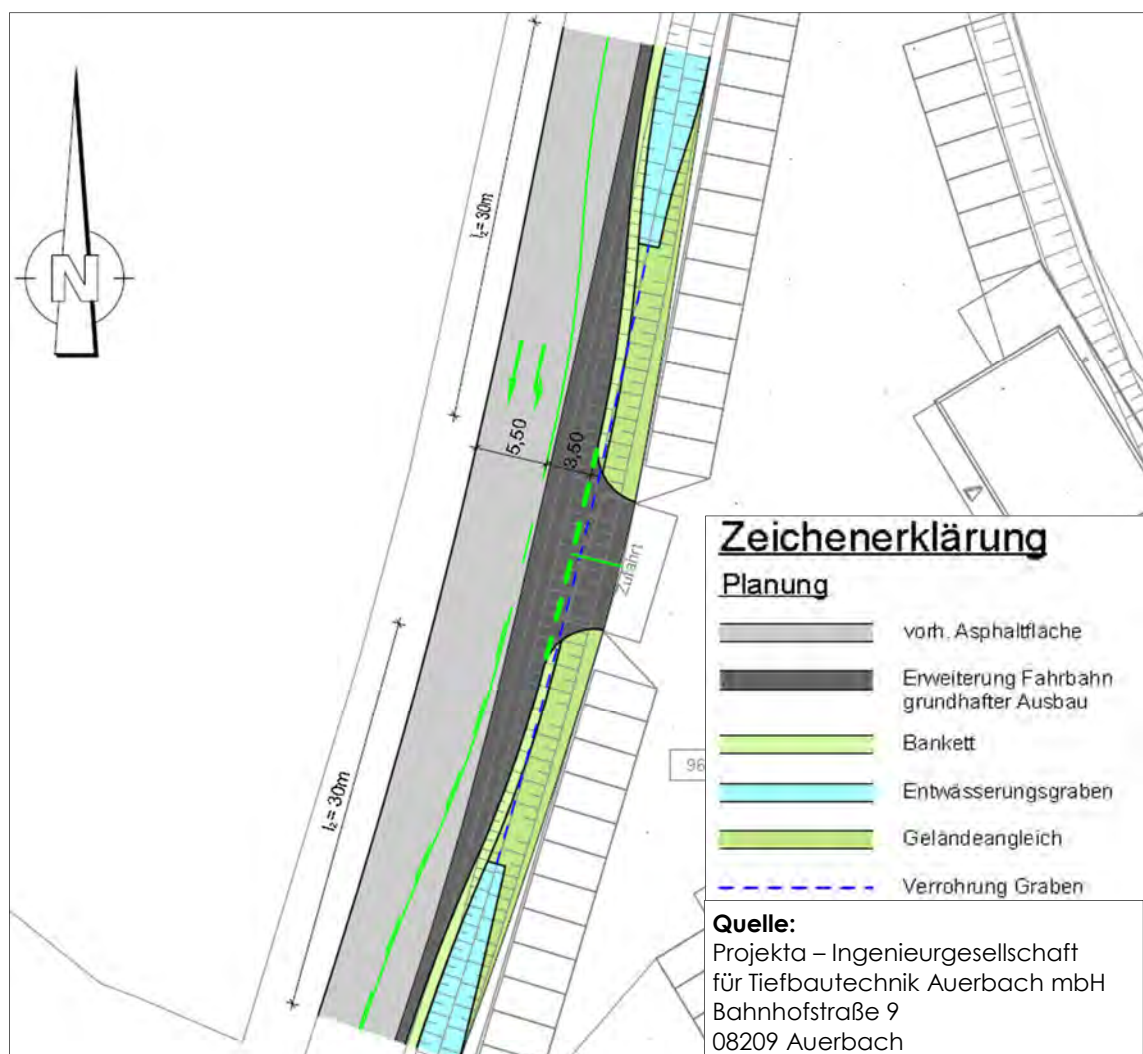 N
l₂= 30m
5,50
3,50
Zufahrt
l₂= 30m
96
Zeichenerklärung
Planung
vorh. Asphaltfläche
Erweiterung Fahrbahn
grundhafter Ausbau
Bankett
Entwässerungsgraben
Geländeangleich
Verrohrung Graben
Quelle:
Projekta – Ingenieurgesellschaft
für Tiefbautechnik Auerbach mbH
Bahnhofstraße 9
08209 Auerbach